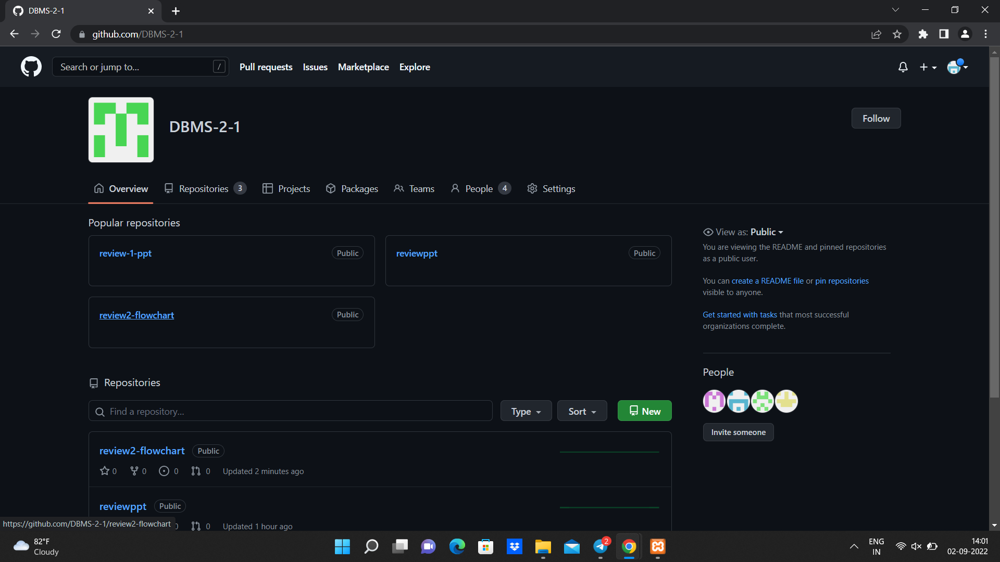 DBMS-2-1
github.com/DBMS-2-1
Search or jump to...
/
Pull requests
Issues
Marketplace
Explore
DBMS-2-1
Follow
Overview
Repositories 3
Projects
Packages
Teams
People 4
Settings
Popular repositories
review-1-ppt
Public
reviewppt
Public
review2-flowchart
Public
View as: Public
You are viewing the README and pinned repositories
as a public user.
You can create a README file or pin repositories
visible to anyone.
Get started with tasks that most successful
organizations complete.
People
Invite someone
Repositories
Find a repository...
Type
Sort
New
review2-flowchart
Public
0
0
0
0
Updated 2 minutes ago
reviewppt
Public
0
Updated 1 hour ago
https://github.com/DBMS-2-1/review2-flowchart
82°F
Cloudy
2
ENG
IN
14:01
02-09-2022